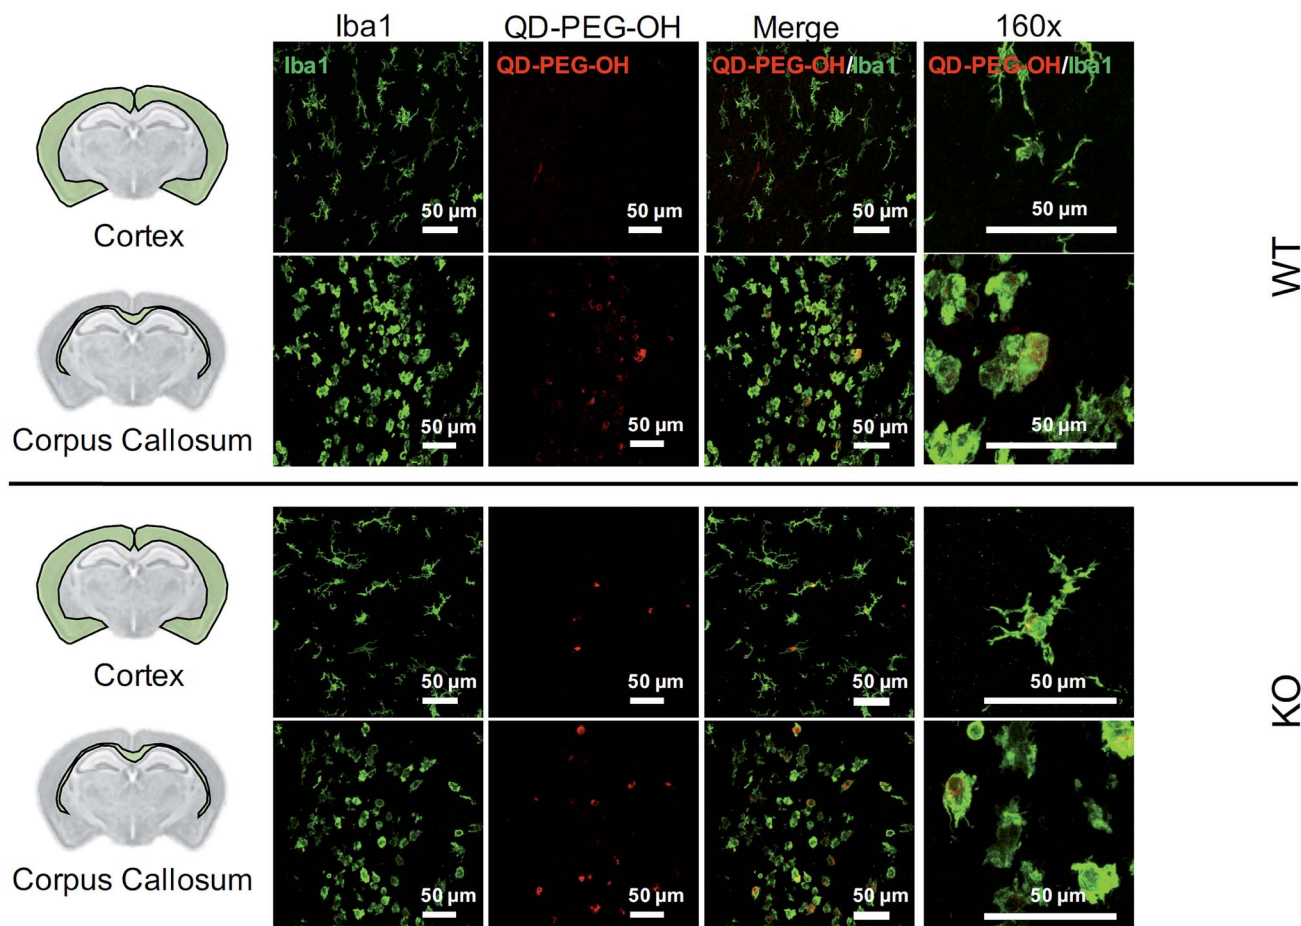 Iba1 QD-PEG-OH Merge 160x
Iba1 QD-PEG-OH QD-PEG-OH/Iba1 QD-PEG-OH/Iba1
50 µm 50 µm 50 µm 50 µm
Cortex
50 µm 50 µm 50 µm 50 µm
Corpus Callosum
WT
50 µm 50 µm 50 µm 50 µm
Cortex
50 µm 50 µm 50 µm 50 µm
Corpus Callosum
KO